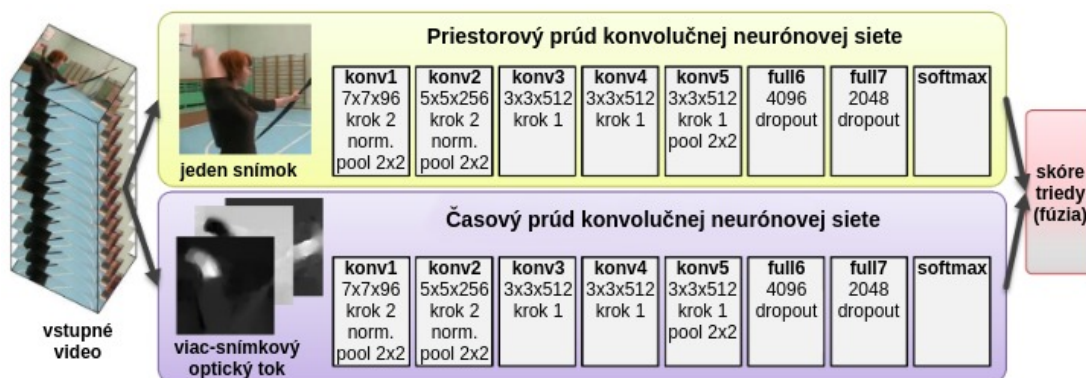 Priestorový prúd konvolučnej neurónovej siete
jeden snímok
konv1
7x7x96
krok 2
norm.
pool 2x2
konv2
5x5x256
krok 2
norm.
pool 2x2
konv3
3x3x512
krok 1
konv4
3x3x512
krok 1
konv5
3x3x512
krok 1
pool 2x2
full6
4096
dropout
full7
2048
dropout
softmax
Časový prúd konvolučnej neurónovej siete
viac-snímkový
optický tok
konv1
7x7x96
krok 2
norm.
pool 2x2
konv2
5x5x256
krok 2
norm.
pool 2x2
konv3
3x3x512
krok 1
konv4
3x3x512
krok 1
konv5
3x3x512
krok 1
pool 2x2
full6
4096
dropout
full7
2048
dropout
softmax
vstupné
video
skóre
triedy
(fúzia)